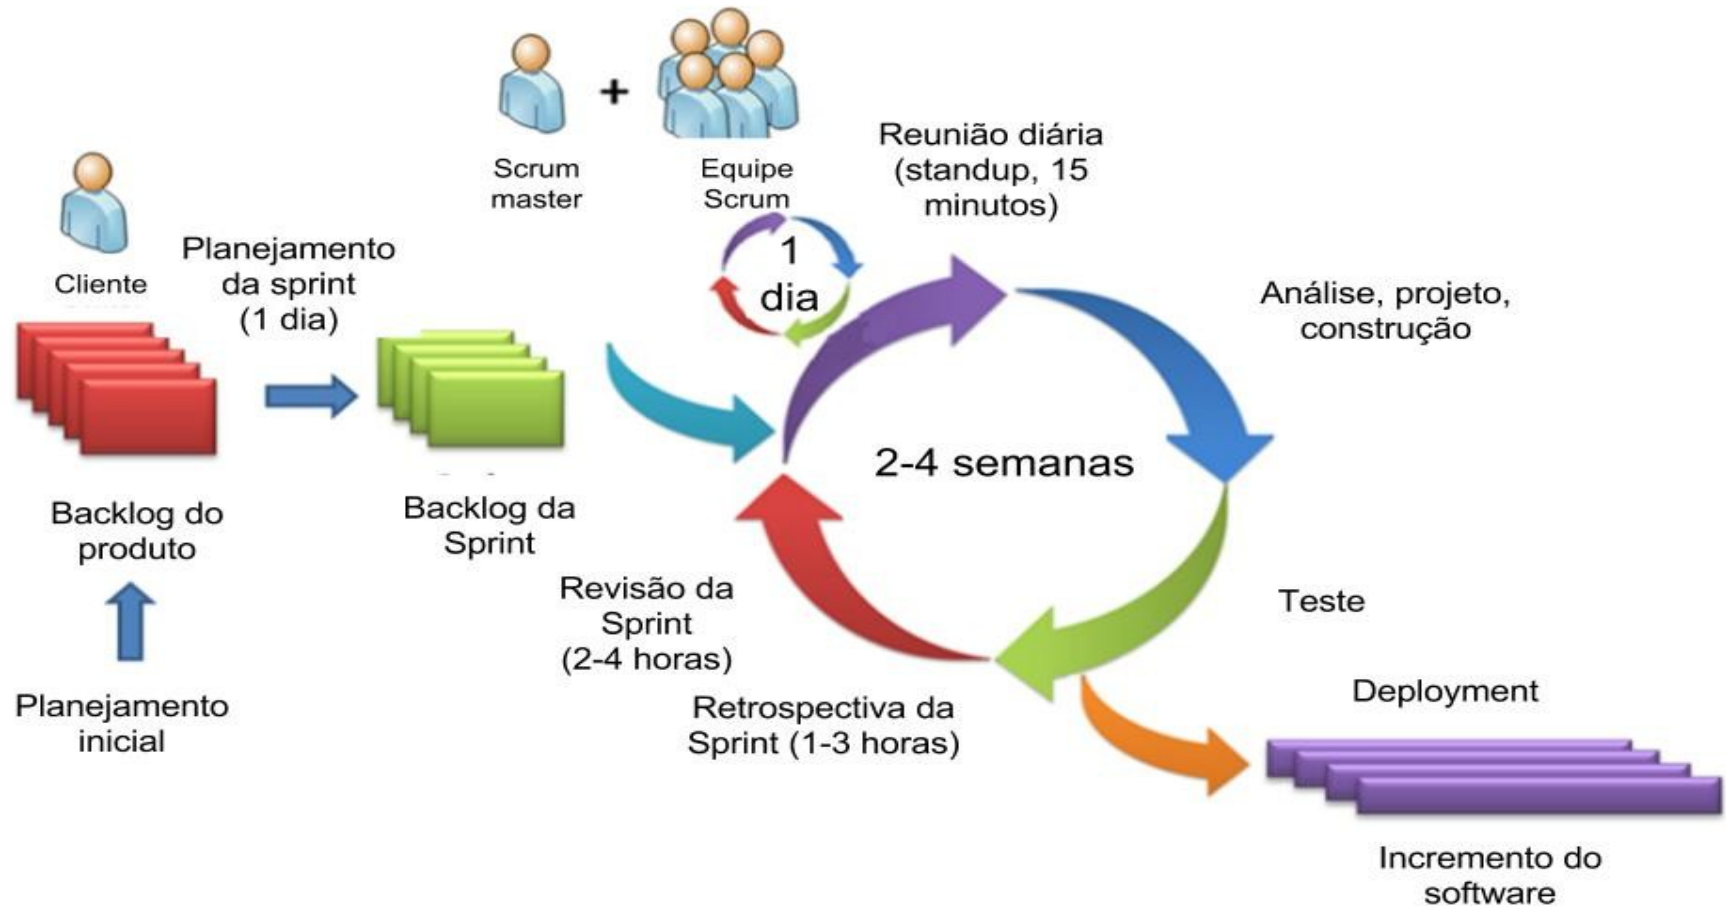 Scrum
master
+
Equipe
Scrum
Reunião diária
(standup, 15
minutos)
Cliente
Planejamento
da sprint
(1 dia)
1
dia
Análise, projeto,
construção
2-4 semanas
Backlog do
produto
Backlog da
Sprint
Planejamento
inicial
Revisão da
Sprint
(2-4 horas)
Retrospectiva da
Sprint (1-3 horas)
Teste
Deployment
Incremento do
software